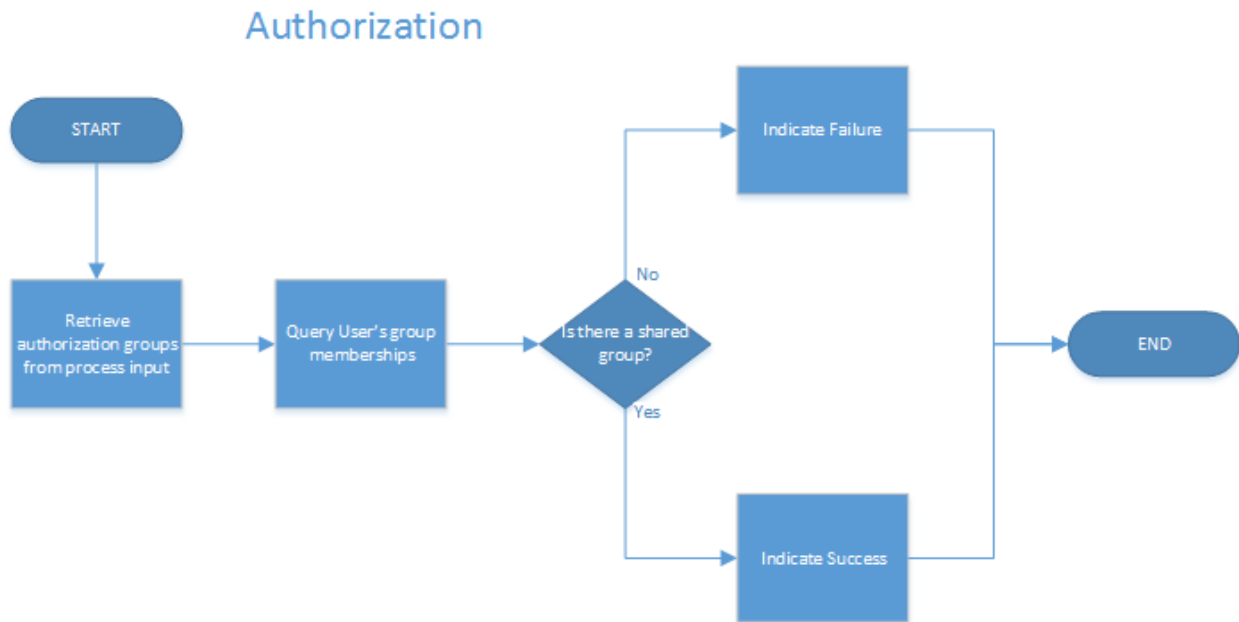 Authorization
START
Indicate Failure
No
Retrieve
authorization groups
from process input
Query User's group
memberships
Is there a shared
group?
END
Yes
Indicate Success